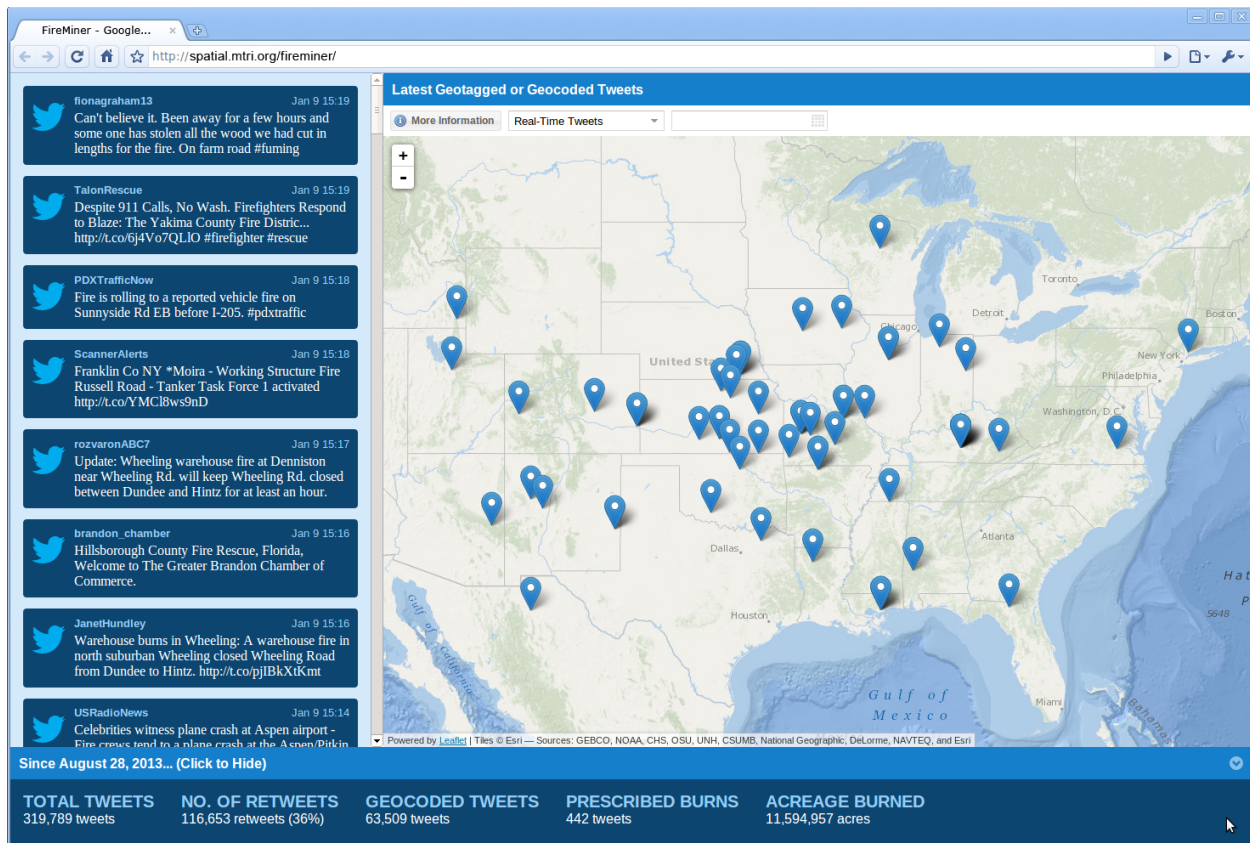 FireMiner - Google...
http://spatial.mtri.org/fireminer/
fionagraham13 Jan 9 15:19
Can't believe it. Been away for a few hours and
some one has stolen all the wood we had cut in
lengths for the fire. On farm road #fuming
TalonRescue Jan 9 15:19
Despite 911 Calls, No Wash. Firefighters Respond
to Blaze: The Yakima County Fire Distric...
http://t.co/6j4Vo7QLlO #firefighter #rescue
PDXTrafficNow Jan 9 15:18
Fire is rolling to a reported vehicle fire on
Sunnyside Rd EB before I-205. #pdxtraffic
ScannerAlerts Jan 9 15:18
Franklin Co NY *Moira - Working Structure Fire
Russell Road - Tanker Task Force 1 activated
http://t.co/YMCl8ws9nD
rozvaronABC7 Jan 9 15:17
Update: Wheeling warehouse fire at Denniston
near Wheeling Rd. will keep Wheeling Rd. closed
between Dundee and Hintz for at least an hour.
brandon_chamber Jan 9 15:16
Hillsborough County Fire Rescue, Florida,
Welcome to The Greater Brandon Chamber of
Commerce.
JanetHundley Jan 9 15:16
Warehouse burns in Wheeling: A warehouse fire in
north suburban Wheeling closed Wheeling Road
from Dundee to Hintz. http://t.co/pjIBkXtKmt
USRadioNews Jan 9 15:14
Celebrities witness plane crash at Aspen airport -
Fire crews tend to a plane crash at the Aspen/Pitkin
Latest Geotagged or Geocoded Tweets
More Information Real-Time Tweets
+
-
Toronto
Detroit
Boston
Chicago
New York
United Sta
Philadelphia
Washington, D.C.
Atlanta
Dallas
Houston
Hat
P
5648
Gulf of
California
Gulf of
Mexico
Miami
Bahamas
Powered by Leaflet | Tiles © Esri — Sources: GEBCO, NOAA, CHS, OSU, UNH, CSUMB, National Geographic, DeLorme, NAVTEQ, and Esri
Since August 28, 2013... (Click to Hide)
TOTAL TWEETS NO. OF RETWEETS GEOCODED TWEETS PRESCRIBED BURNS ACREAGE BURNED
319,789 tweets 116,653 retweets (36%) 63,509 tweets 442 tweets 11,594,957 acres